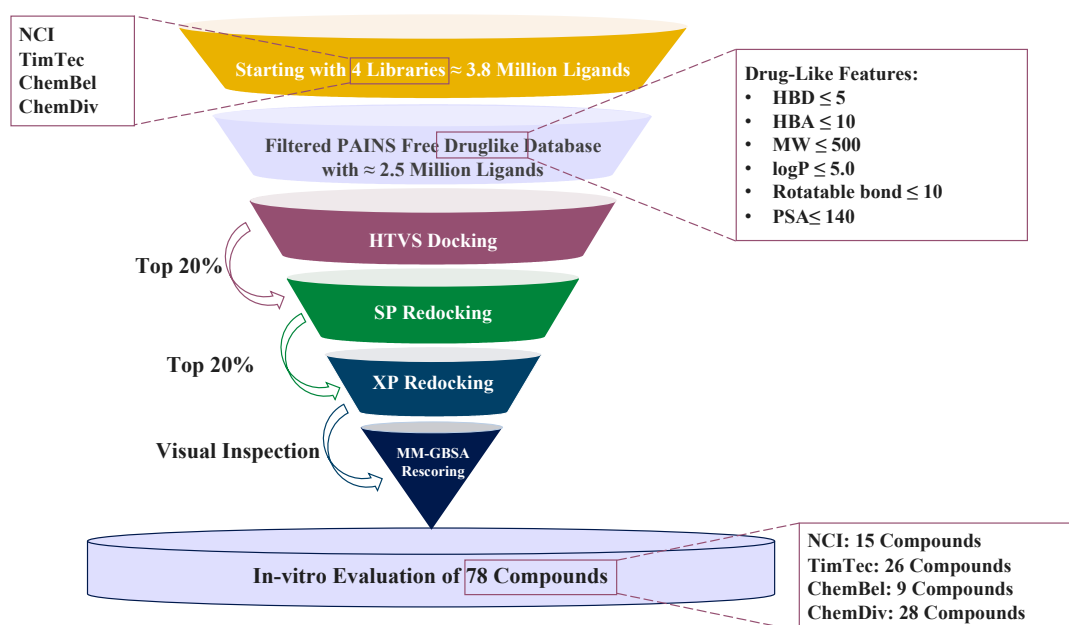 NCI
TimTec
ChemBel
ChemDiv
Starting with 4 Libraries ≈ 3.8 Million Ligands
Drug-Like Features:
• HBD ≤ 5
• HBA ≤ 10
• MW ≤ 500
• logP ≤ 5.0
• Rotatable bond ≤ 10
• PSA≤ 140
Filtered PAINS Free Druglike Database
with ≈ 2.5 Million Ligands
HTVS Docking
Top 20%
SP Redocking
Top 20%
XP Redocking
Visual Inspection
MM-GBSA
Rescoring
In-vitro Evaluation of 78 Compounds
NCI: 15 Compounds
TimTec: 26 Compounds
ChemBel: 9 Compounds
ChemDiv: 28 Compounds